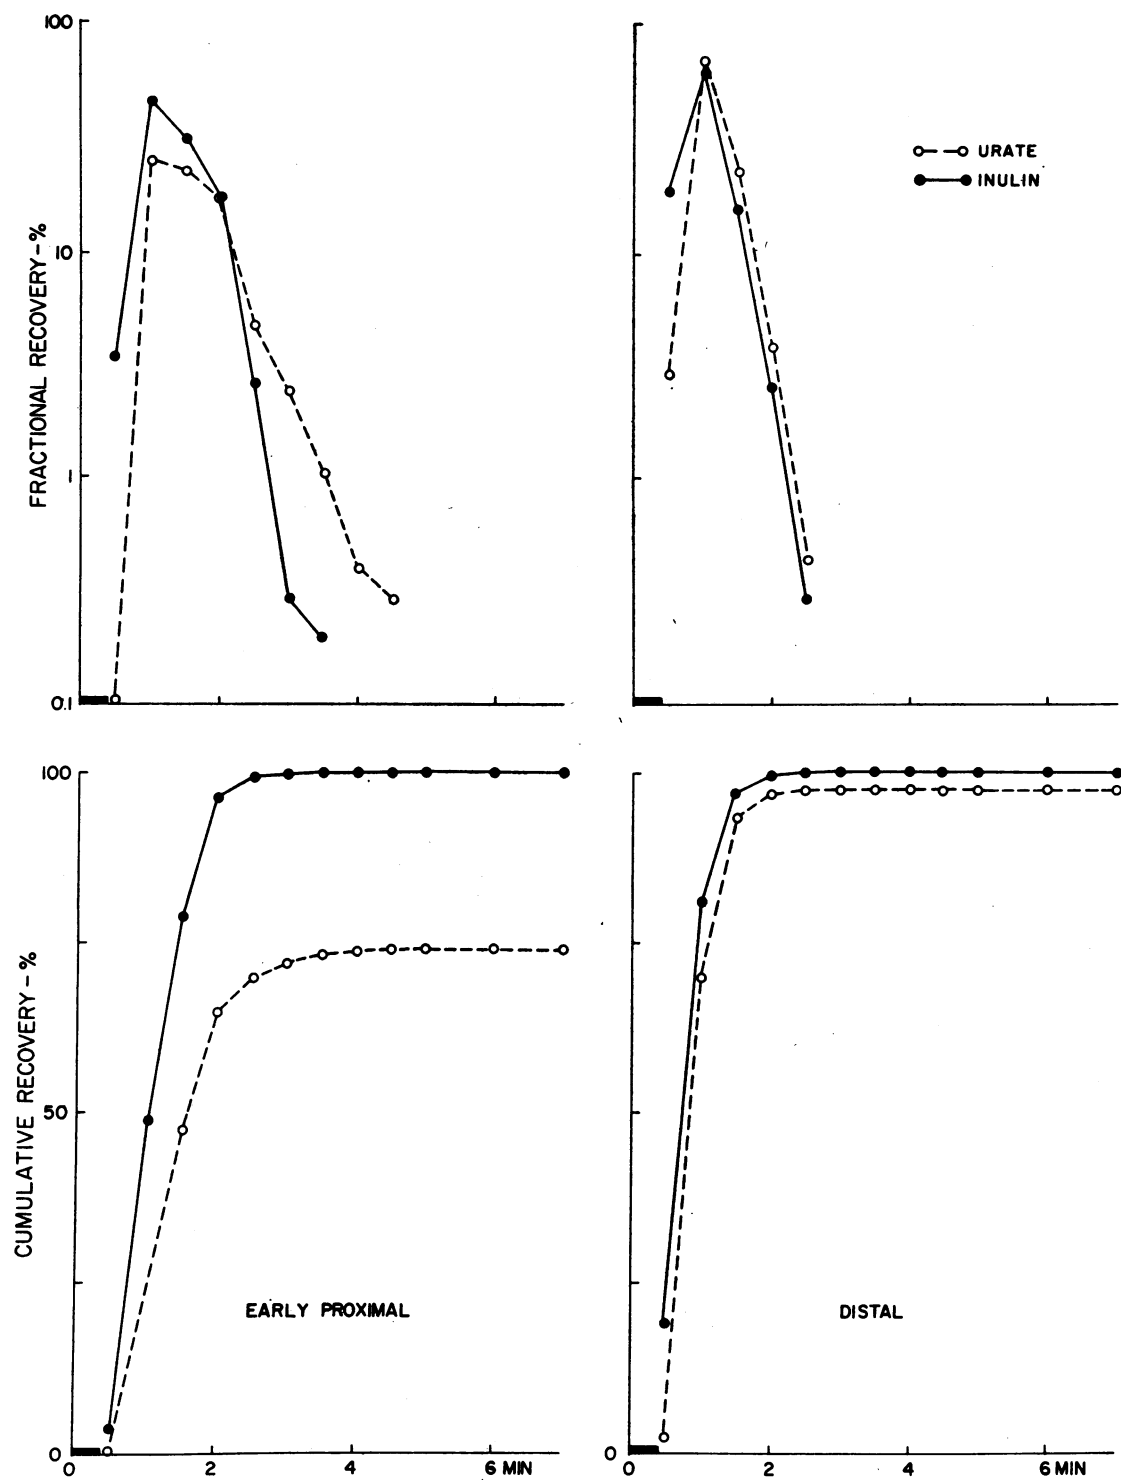 100
10
1
0.1
FRACTIONAL RECOVERY-%
URATE
INULIN
100
50
0
CUMULATIVE RECOVERY-%
EARLY PROXIMAL
0 2 4 6 MIN
0
DISTAL
0 2 4 6 MIN